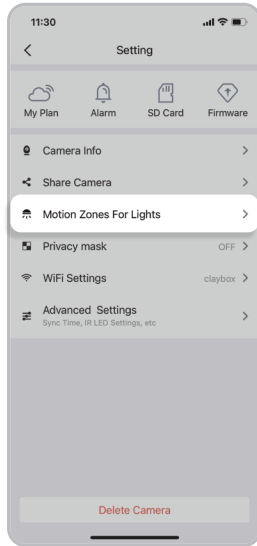 11:30
Setting
My Plan Alarm SD Card Firmware
Camera Info
Share Camera
Motion Zones For Lights
Privacy mask OFF
WiFi Settings claybox
Advanced Settings
Sync Time, IR LED Settings, etc
Delete Camera